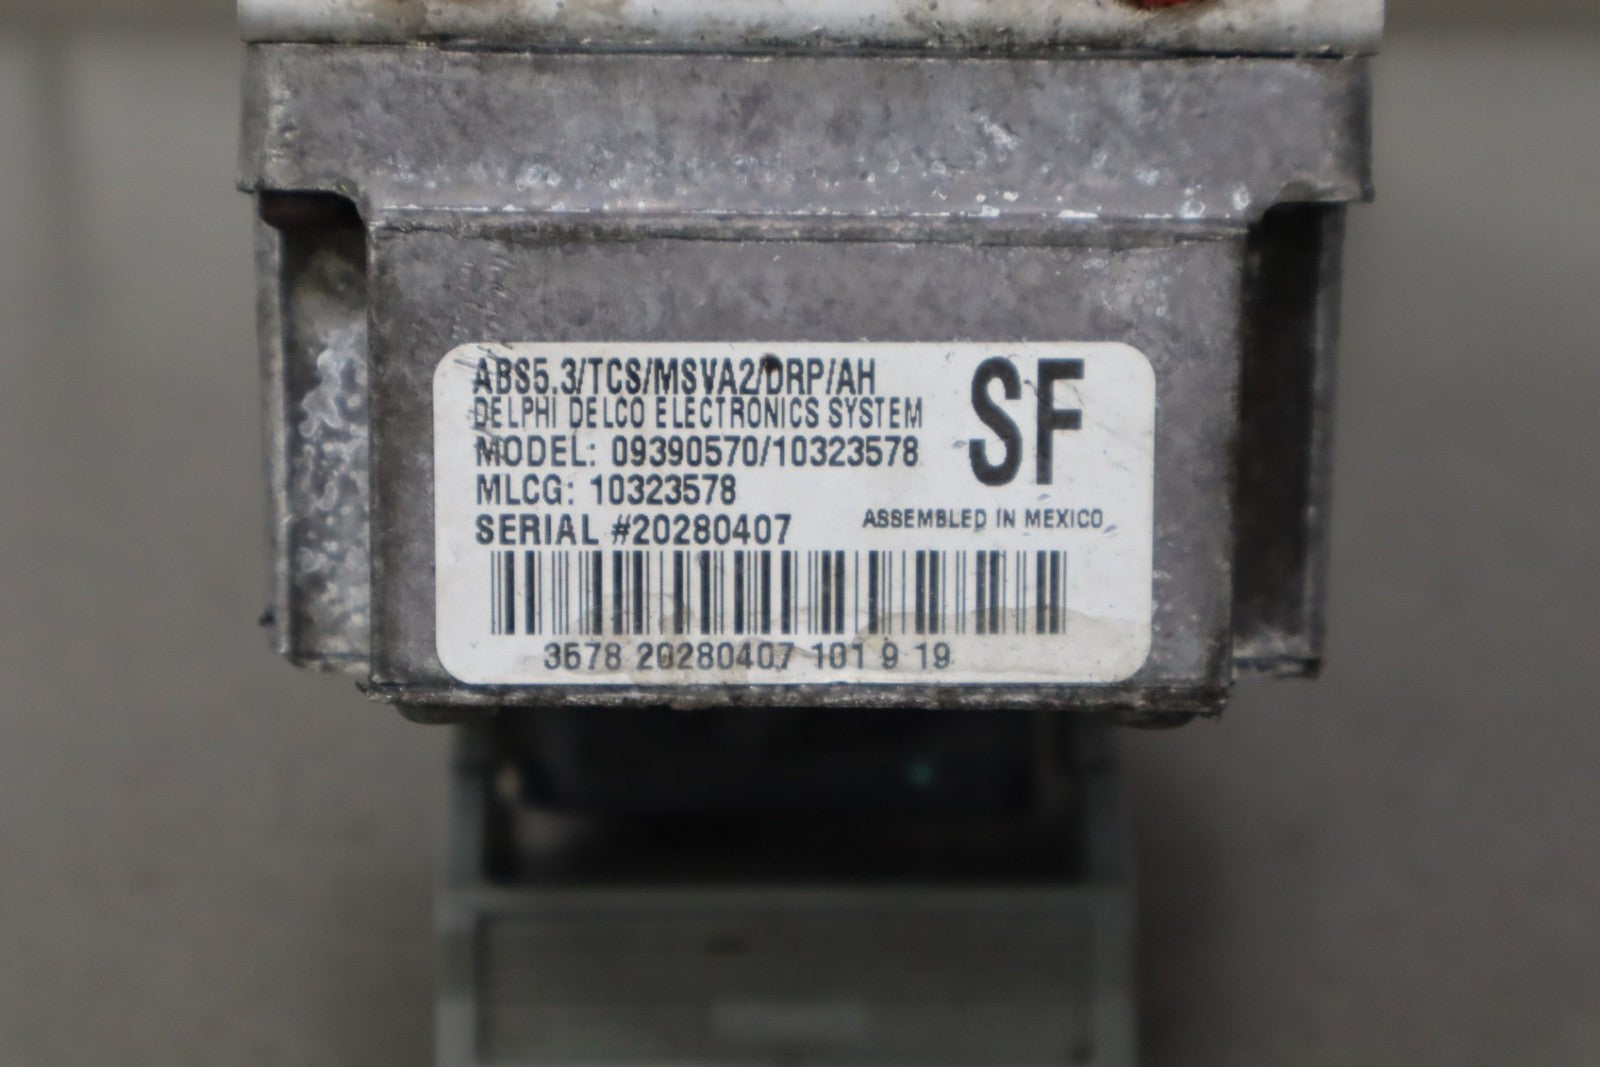 ABS5.3/TCS/MSVA2/DRP/AH
DELPHI DELCO ELECTRONICS SYSTEM
MODEL: 09390570/10323578
MLCG: 10323578
SERIAL #20280407
SF
ASSEMBLED IN MEXICO
3578 20280407 101 9 19